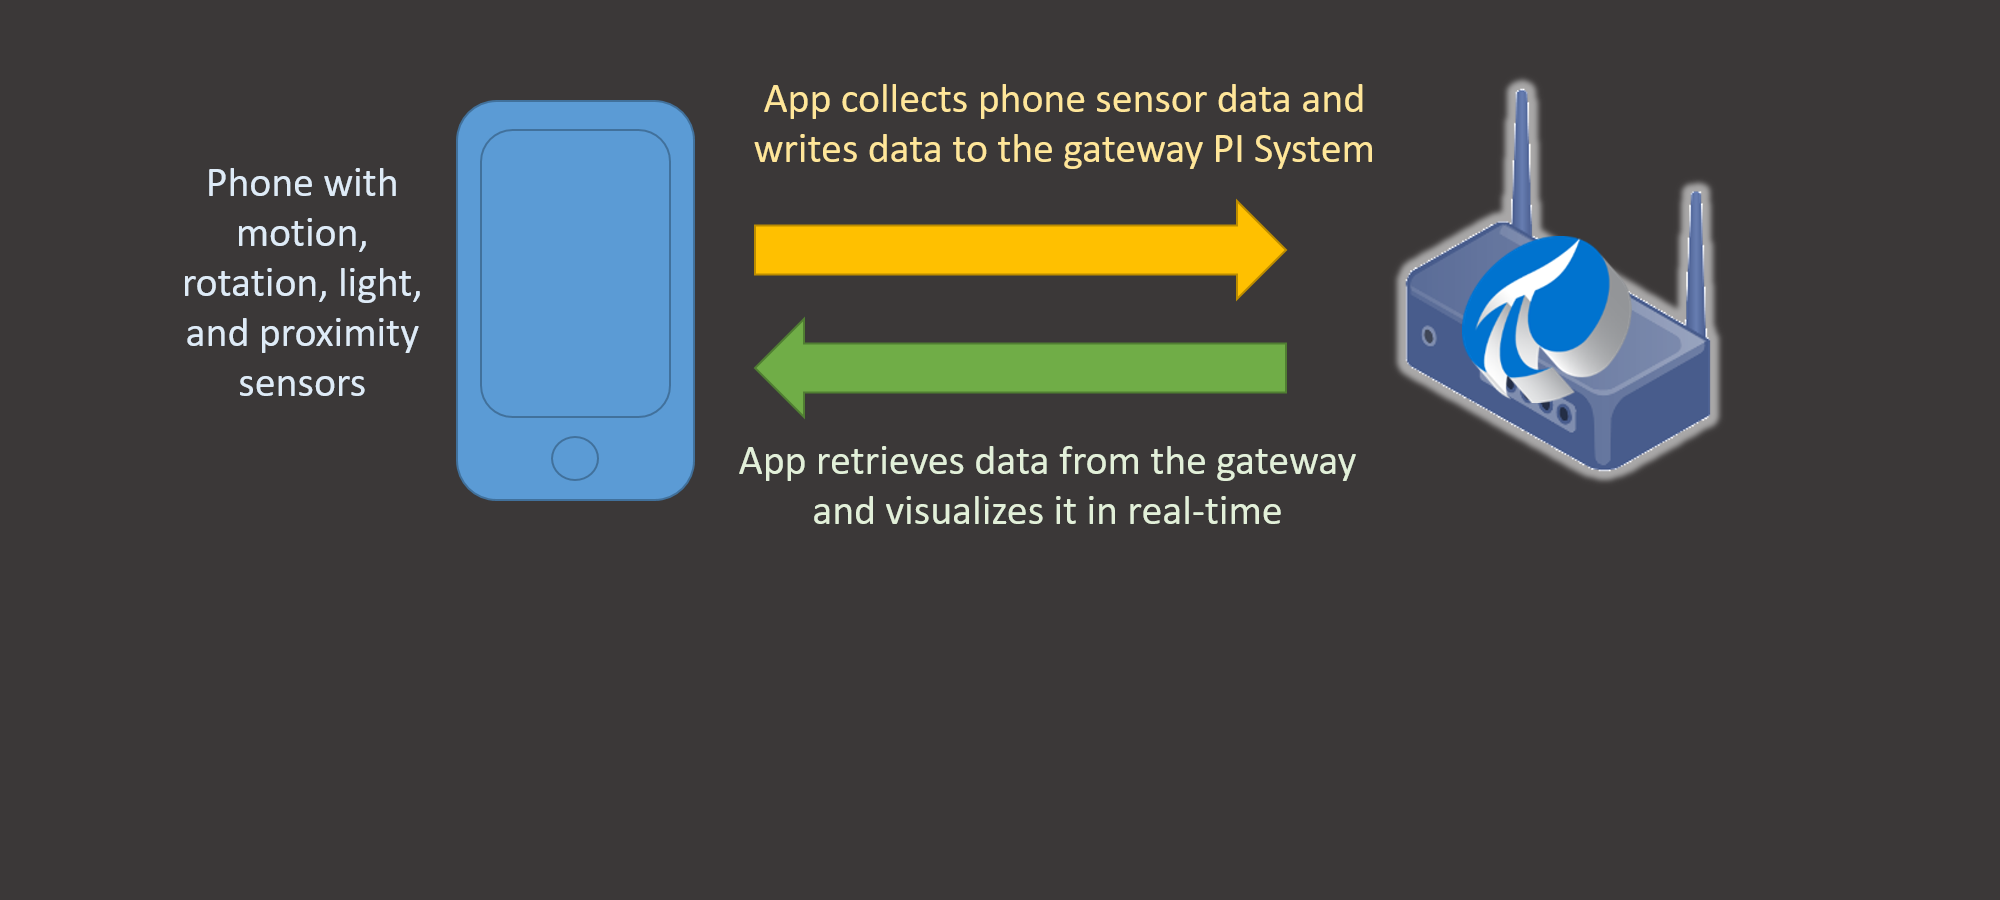 Phone with
motion,
rotation, light,
and proximity
sensors
App collects phone sensor data and
writes data to the gateway PI System
App retrieves data from the gateway
and visualizes it in real-time